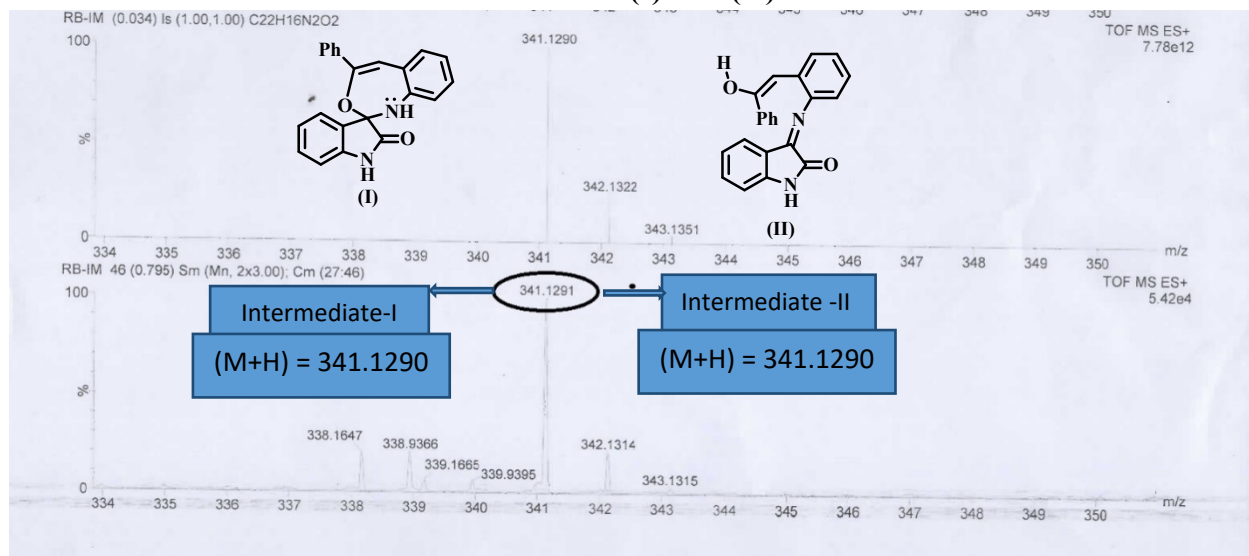 RB-IM (0.034) Is (1.00,1.00) C22H16N2O2
TOF MS ES+
7.78e12
100
341.1290
%
342.1322
343.1351
0
334 335 336 337 338 339 340 341 342 343 344 345 346 347 348 349 350
m/z
Ph
O
NH
O
N
H
(I)
H
O
Ph
N
O
NH
(II)
RB-IM 46 (0.795) Sm (Mn, 2x3.00); Cm (27:46)
TOF MS ES+
5.42e4
100
341.1291
Intermediate-I
(M+H) = 341.1290
Intermediate -II
(M+H) = 341.1290
%
338.1647
338.9366
339.1665
339.9395
342.1314
343.1315
0
334 335 336 337 338 339 340 341 342 343 344 345 346 347 348 349 350
m/z